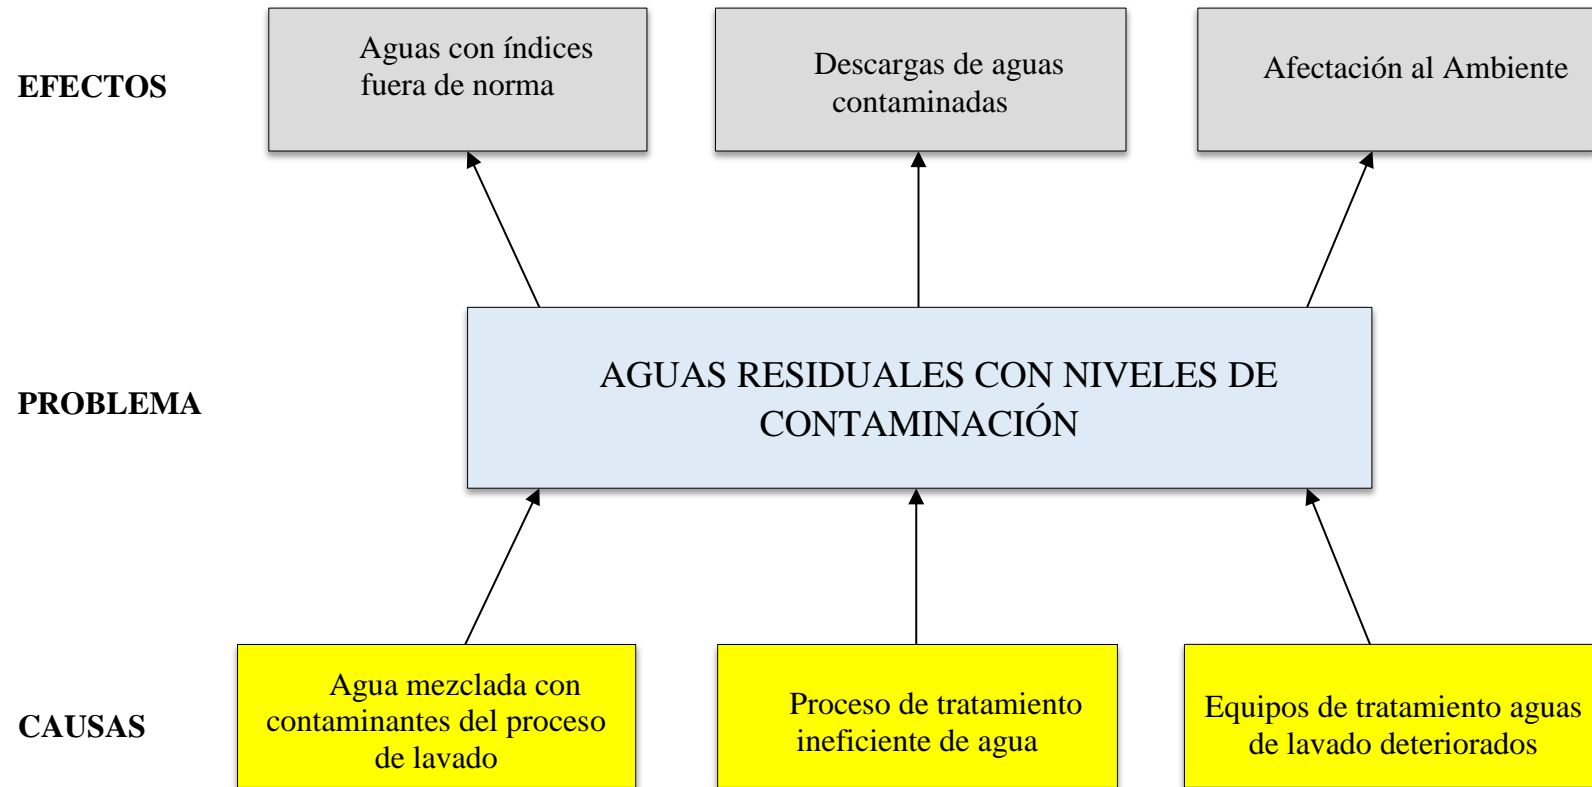 EFECTOS
Aguas con índices
fuera de norma
Descargas de aguas
contaminadas
Afectación al Ambiente
PROBLEMA
AGUAS RESIDUALES CON NIVELES DE
CONTAMINACIÓN
CAUSAS
Agua mezclada con
contaminantes del proceso
de lavado
Proceso de tratamiento
ineficiente de agua
Equipos de tratamiento aguas
de lavado deteriorados